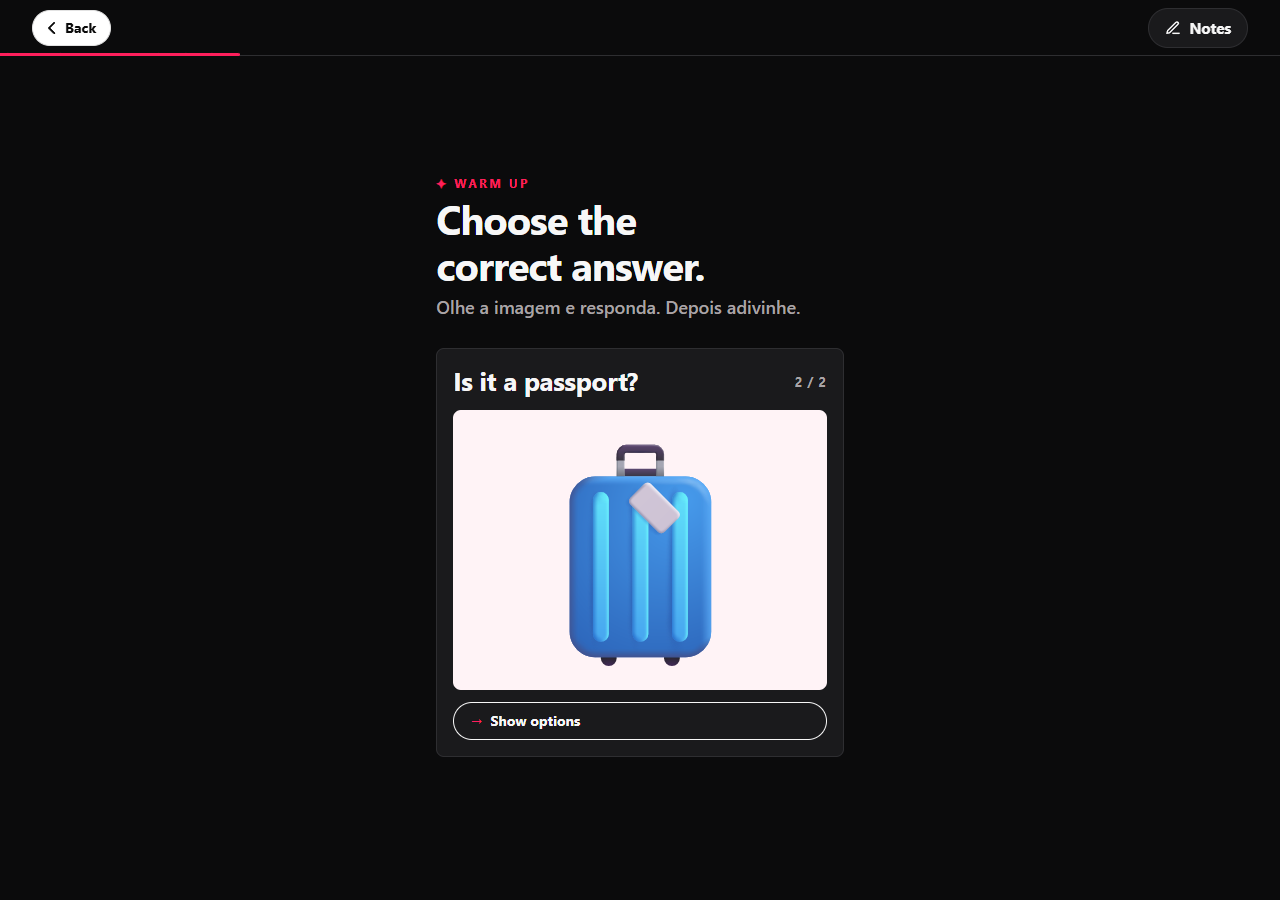 Back
Notes
✦ WARM UP
Choose the
correct answer.
Olhe a imagem e responda. Depois adivinhe.
Is it a passport?
2 / 2
→ Show options